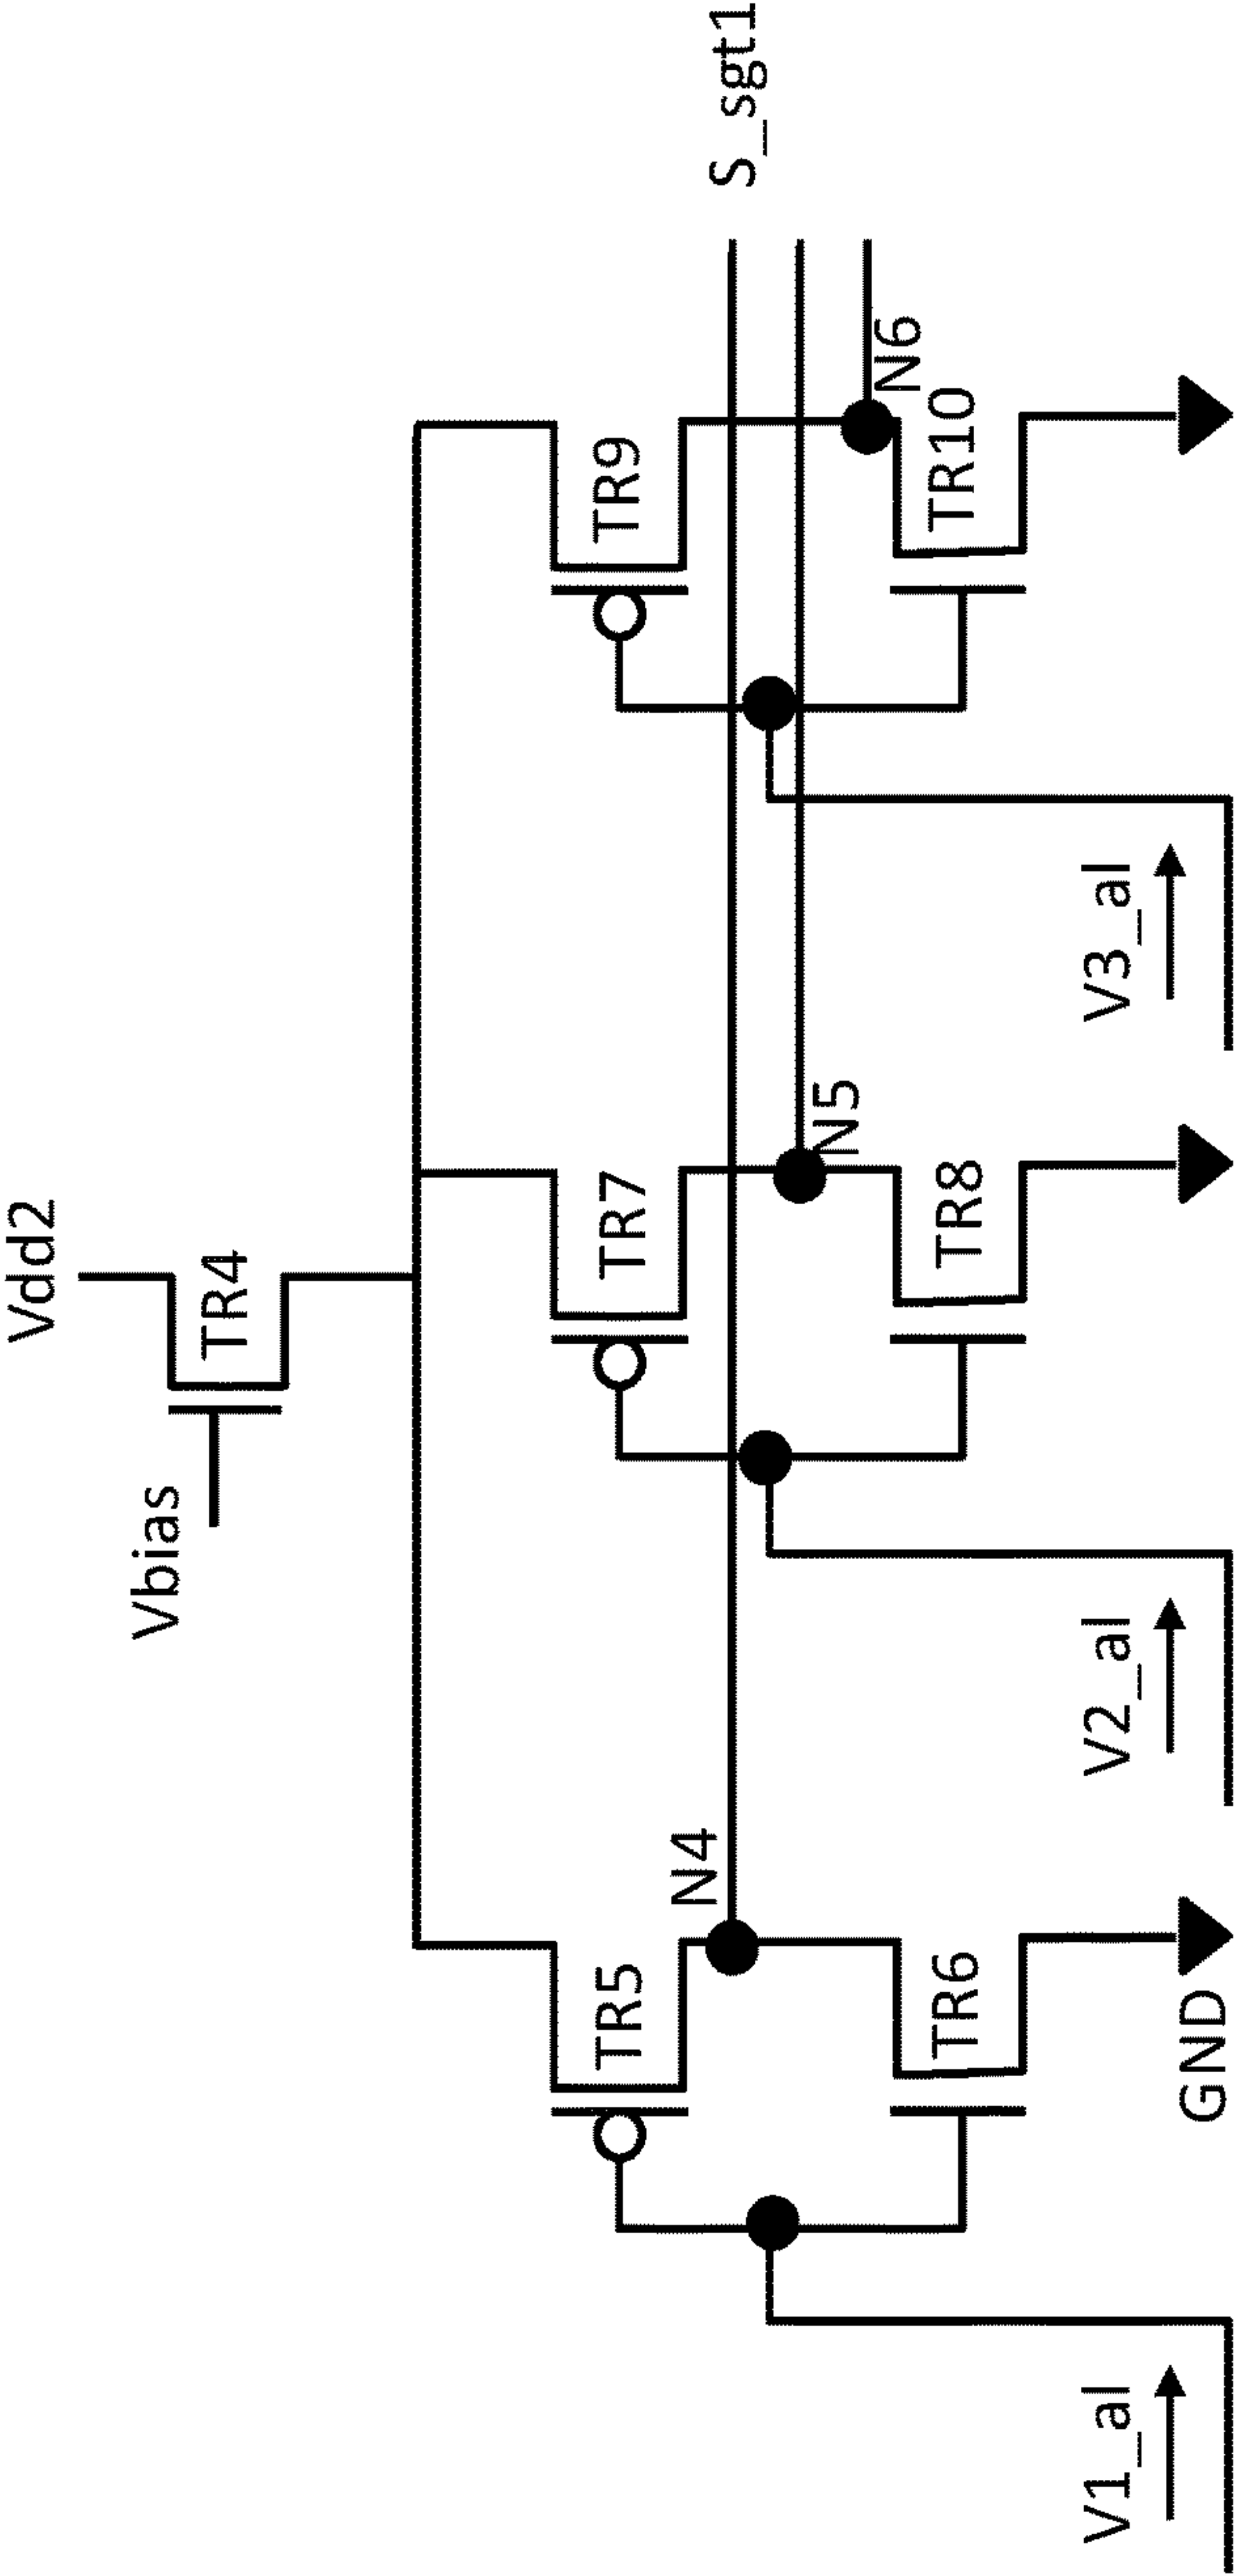 Vdd2
Vbias
TR4
S_sgt1
TR5
TR7
TR9
N4
N5
N6
TR6
TR8
TR10
V1_al
V2_al
V3_al
GND